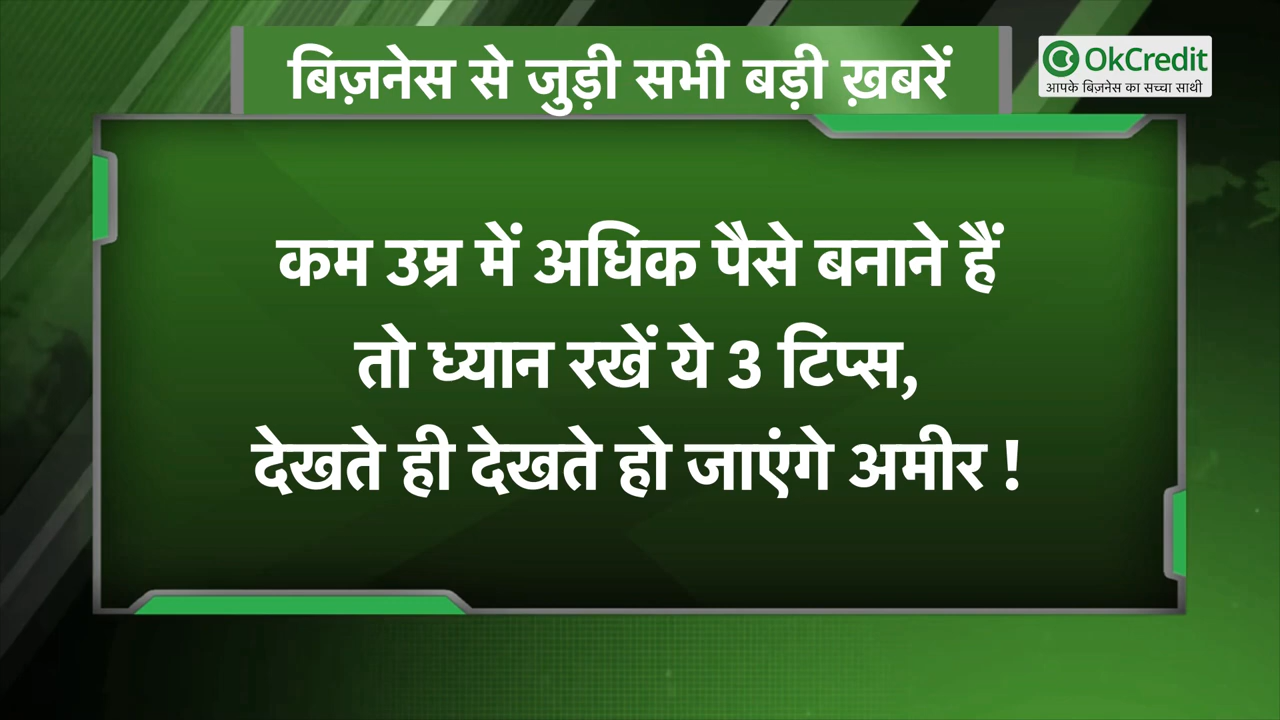 बिज़नेस से जुड़ी सभी बड़ी ख़बरें
OkCredit
आपके बिज़नेस का सच्चा साथी
कम उम्र में अधिक पैसे बनाने हैं
तो ध्यान रखें ये 3 टिप्स,
देखते ही देखते हो जाएंगे अमीर !